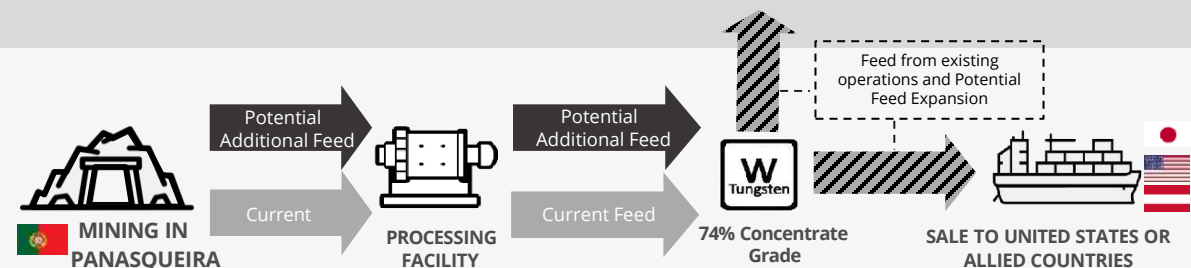 Feed from existing
operations and Potential
Feed Expansion
Potential
Additional Feed
Potential
Additional Feed
W
Tungsten
Current
Current Feed
MINING IN
PANASQUEIRA
PROCESSING
FACILITY
74% Concentrate
Grade
SALE TO UNITED STATES OR
ALLIED COUNTRIES